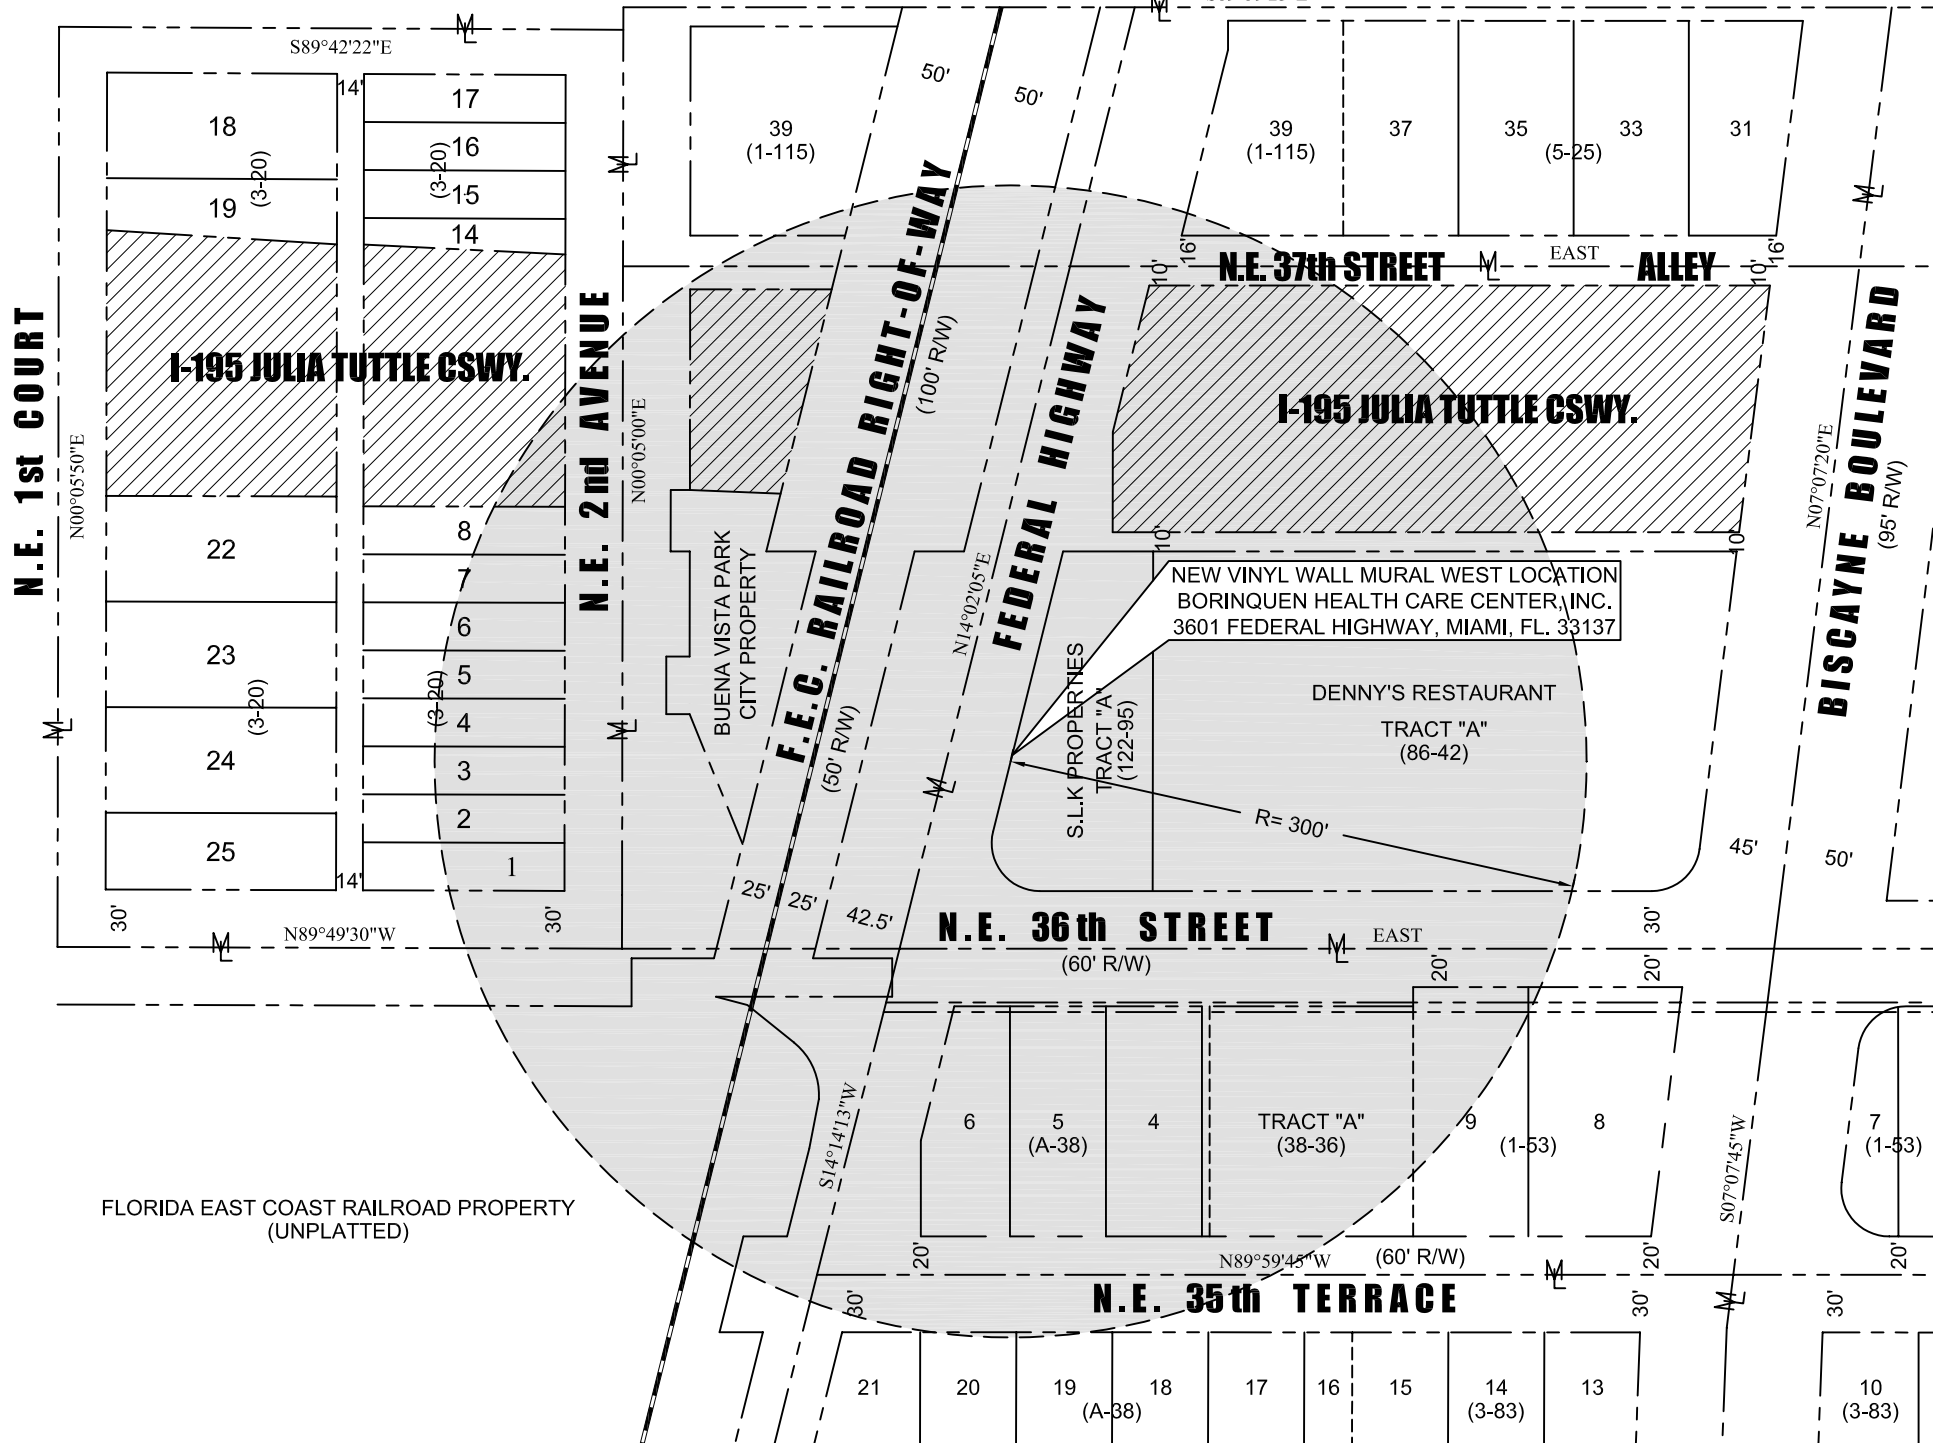 S89°42'22"E
14'
18
19
(3-20)
17
16
15
14
(3-20)
39
(1-115)
50'
50'
39
(1-115)
37
35
33
(5-25)
31
16'
10'
N.E. 37th STREET
EAST
ALLEY
16'
10'
I-195 JULIA TUTTLE CSWY.
I-195 JULIA TUTTLE CSWY.
N.E. 1st COURT
N00°05'50"E
N.E. 2nd AVENUE
N00°05'00"E
F.E.C. RAILROAD RIGHT-OF-WAY
(100' R/W)
(50' R/W)
FEDERAL HIGHWAY
N14°02'05"E
BISCAYNE BOULEVARD
(95' R/W)
N07°07'20"E
10'
10'
22
23
24
25
(3-20)
8
7
6
5
4
3
2
1
(3-20)
14'
30'
30'
BUENA VISTA PARK
CITY PROPERTY
NEW VINYL WALL MURAL WEST LOCATION
BORINQUEN HEALTH CARE CENTER, INC.
3601 FEDERAL HIGHWAY, MIAMI, FL. 33137
S.L.K PROPERTIES
TRACT "A"
(122-95)
DENNY'S RESTAURANT
TRACT "A"
(86-42)
R= 300'
45'
50'
25'
25'
42.5'
N89°49'30"W
N.E. 36th STREET
(60' R/W)
EAST
30'
20'
20'
6
5
(A-38)
4
TRACT "A"
(38-36)
9
(1-53)
8
7
(1-53)
S14°14'13"W
S07°07'45"W
FLORIDA EAST COAST RAILROAD PROPERTY
(UNPLATTED)
20'
N89°59'45"W
(60' R/W)
20'
20'
N.E. 35th TERRACE
30'
30'
30'
21
20
19
18
(A-38)
17
16
15
14
(3-83)
13
10
(3-83)